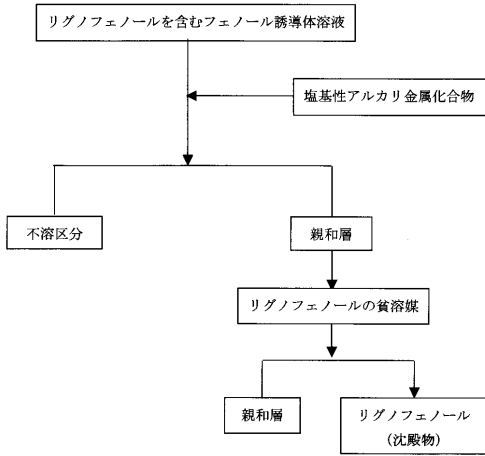 リグノフェノールを含むフェノール誘導体溶液
塩基性アルカリ金属化合物
不溶区分
親和層
リグノフェノールの貧溶媒
親和層
リグノフェノール
(沈殿物)